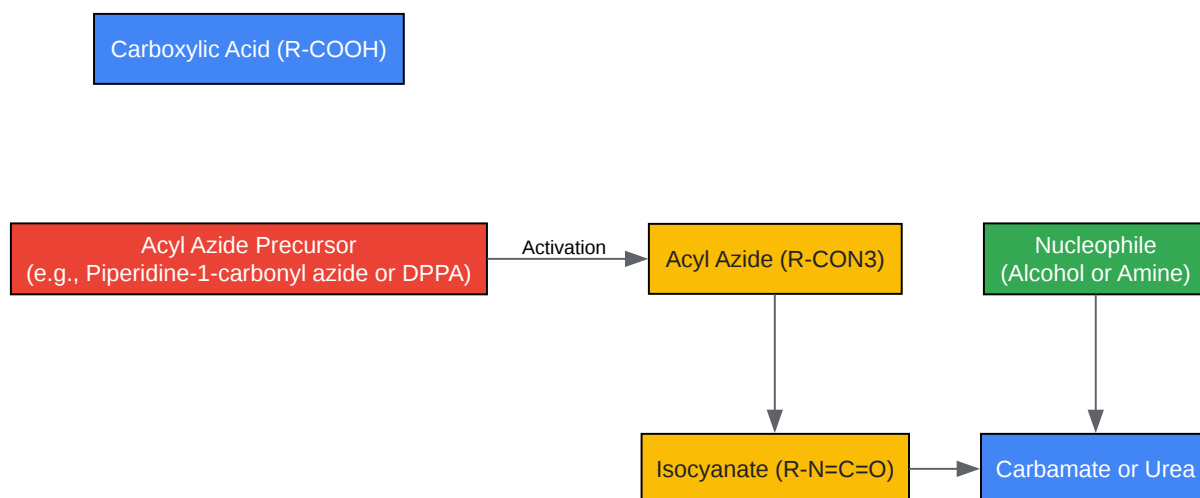 Carboxylic Acid (R-COOH)
Acyl Azide Precursor
(e.g., Piperidine-1-carbonyl azide or DPPA)
Activation
Acyl Azide (R-CON3)
Nucleophile
(Alcohol or Amine)
Isocyanate (R-N=C=O)
Carbamate or Urea